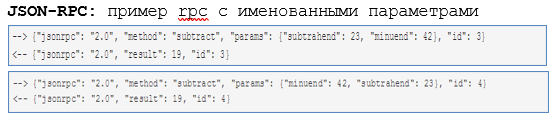 JSON-RPC: пример rpc с именованными параметрами
--> {"jsonrpc": "2.0", "method": "subtract", "params": {"subtrahend": 23, "minuend": 42}, "id": 3}
<-- {"jsonrpc": "2.0", "result": 19, "id": 3}
--> {"jsonrpc": "2.0", "method": "subtract", "params": {"minuend": 42, "subtrahend": 23}, "id": 4}
<-- {"jsonrpc": "2.0", "result": 19, "id": 4}